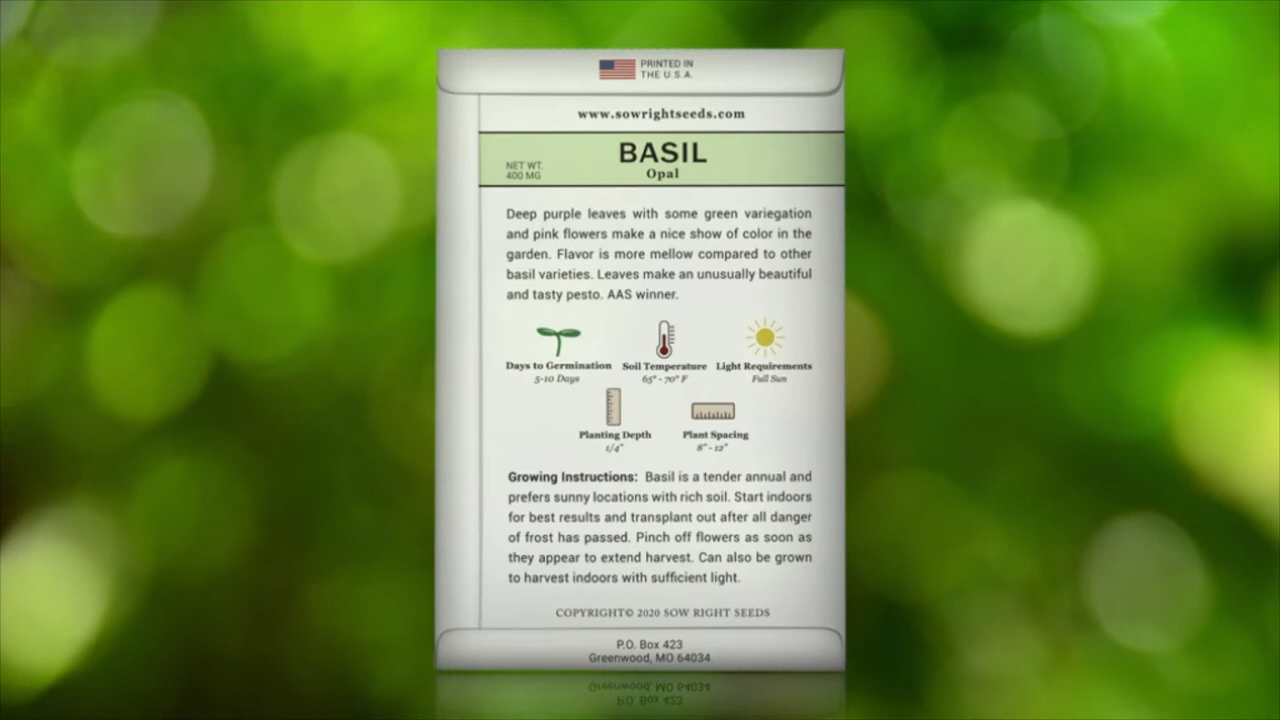 PRINTED IN
THE U.S.A.
www.sowrightseeds.com
BASIL
NET WT.
400 MG
Opal
Deep purple leaves with some green variegation
and pink flowers make a nice show of color in the
garden. Flavor is more mellow compared to other
basil varieties. Leaves make an unusually beautiful
and tasty pesto. AAS winner.
Days to Germination
5-10 Days
Soil Temperature
65° - 70° F
Light Requirements
Full Sun
Planting Depth
1/4"
Plant Spacing
8" - 12"
Growing Instructions: Basil is a tender annual and
prefers sunny locations with rich soil. Start indoors
for best results and transplant out after all danger
of frost has passed. Pinch off flowers as soon as
they appear to extend harvest. Can also be grown
to harvest indoors with sufficient light.
COPYRIGHT© 2020 SOW RIGHT SEEDS
P.O. Box 423
Greenwood, MO 64034